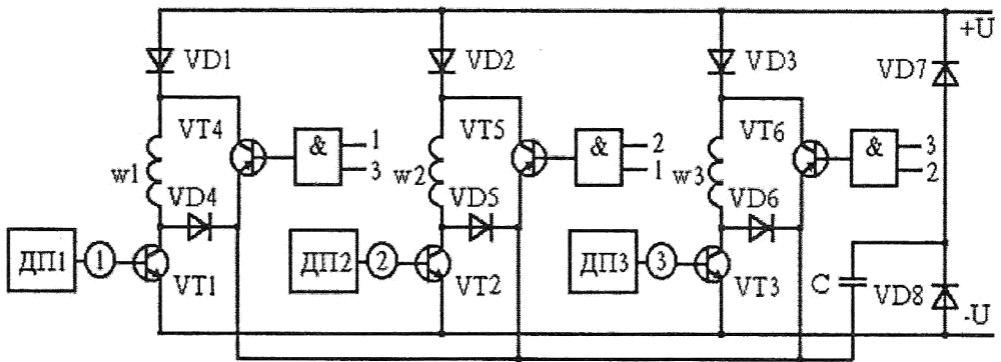 +U
VD1
VD2
VD3
VD7
VT4
&
1
3
VT5
&
2
1
VT6
&
3
2
w1
w2
w3
VD4
VD5
VD6
ДП1
1
VT1
ДП2
2
VT2
ДП3
3
VT3
C
VD8
-U